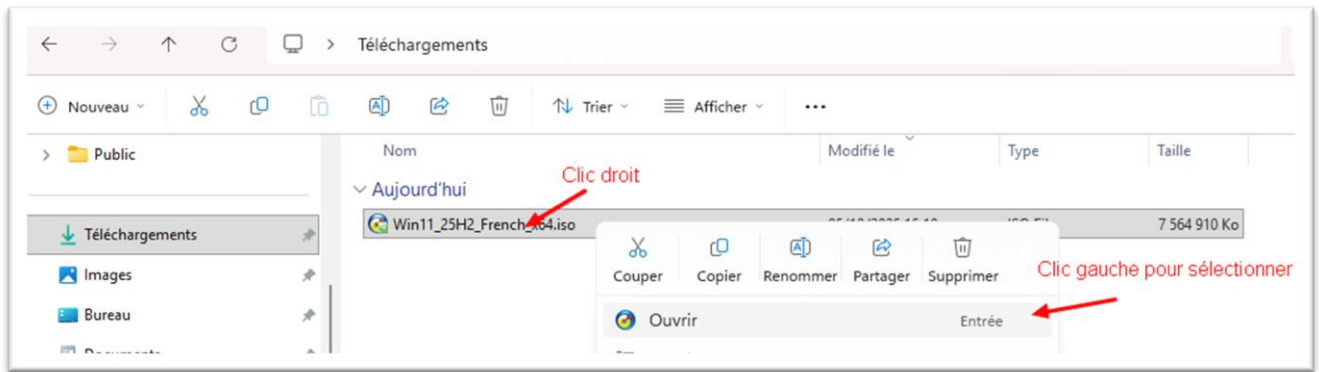 Téléchargements
Nouveau
Trier
Afficher
Public
Nom
Modifié le
Type
Taille
Clic droit
Aujourd'hui
Téléchargements
Win11_25H2_French_x64.iso
7 564 910 Ko
Images
Couper
Copier
Renommer
Partager
Supprimer
Clic gauche pour sélectionner
Bureau
Ouvrir
Entrée